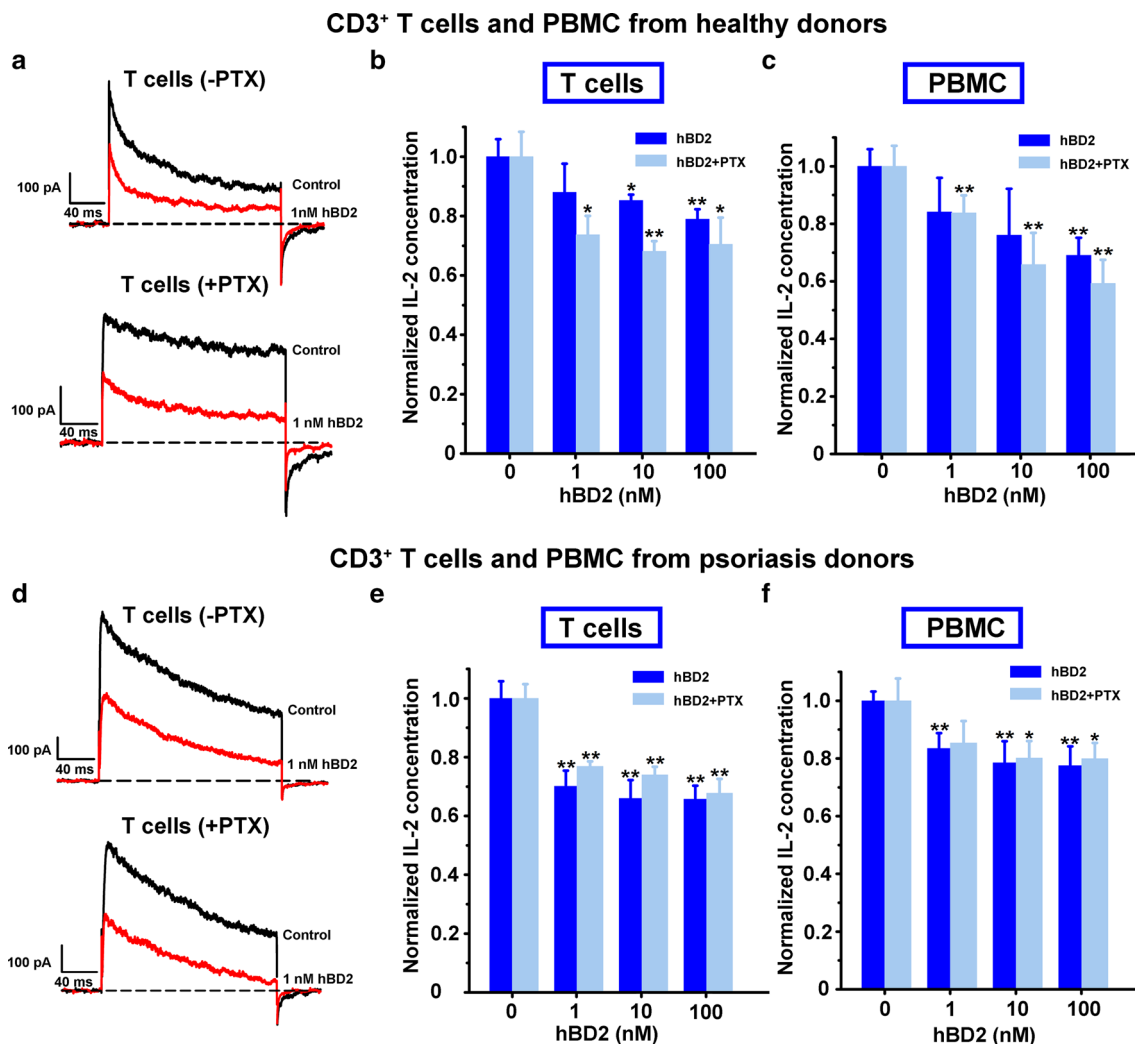 CD3⁺ T cells and PBMC from healthy donors
a
T cells (-PTX)
100 pA
40 ms
Control
1nM hBD2
T cells (+PTX)
100 pA
40 ms
Control
1 nM hBD2
b
T cells
hBD2
hBD2+PTX
Normalized IL-2 concentration
1.0
0.8
0.6
0.4
0.2
0
* * ** ** *
0 1 10 100
hBD2 (nM)
c
PBMC
hBD2
hBD2+PTX
Normalized IL-2 concentration
1.0
0.8
0.6
0.4
0.2
0
** ** ** **
0 1 10 100
hBD2 (nM)
CD3⁺ T cells and PBMC from psoriasis donors
d
T cells (-PTX)
100 pA
40 ms
Control
1 nM hBD2
T cells (+PTX)
100 pA
40 ms
Control
1 nM hBD2
e
T cells
hBD2
hBD2+PTX
Normalized IL-2 concentration
1.0
0.8
0.6
0.4
0.2
0
** ** ** ** ** **
0 1 10 100
hBD2 (nM)
f
PBMC
hBD2
hBD2+PTX
Normalized IL-2 concentration
1.0
0.8
0.6
0.4
0.2
0
** ** * ** *
0 1 10 100
hBD2 (nM)